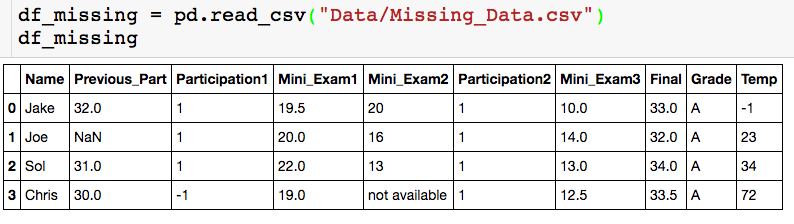 df_missing = pd.read_csv("Data/Missing_Data.csv")
df_missing
Name Previous_Part Participation1 Mini_Exam1 Mini_Exam2 Participation2 Mini_Exam3 Final Grade Temp
0 Jake 32.0 1 19.5 20 1 10.0 33.0 A -1
1 Joe NaN 1 20.0 16 1 14.0 32.0 A 23
2 Sol 31.0 1 22.0 13 1 13.0 34.0 A 34
3 Chris 30.0 -1 19.0 not available 1 12.5 33.5 A 72